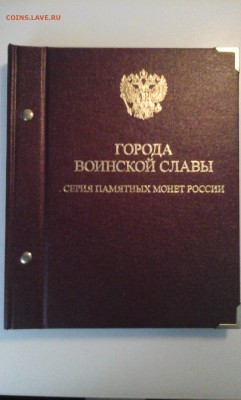 COINS.LAVE.RU
ГОРОДА
ВОИНСКОЙ СЛАВЫ
. СЕРИЯ ПАМЯТНЫХ МОНЕТ РОССИИ